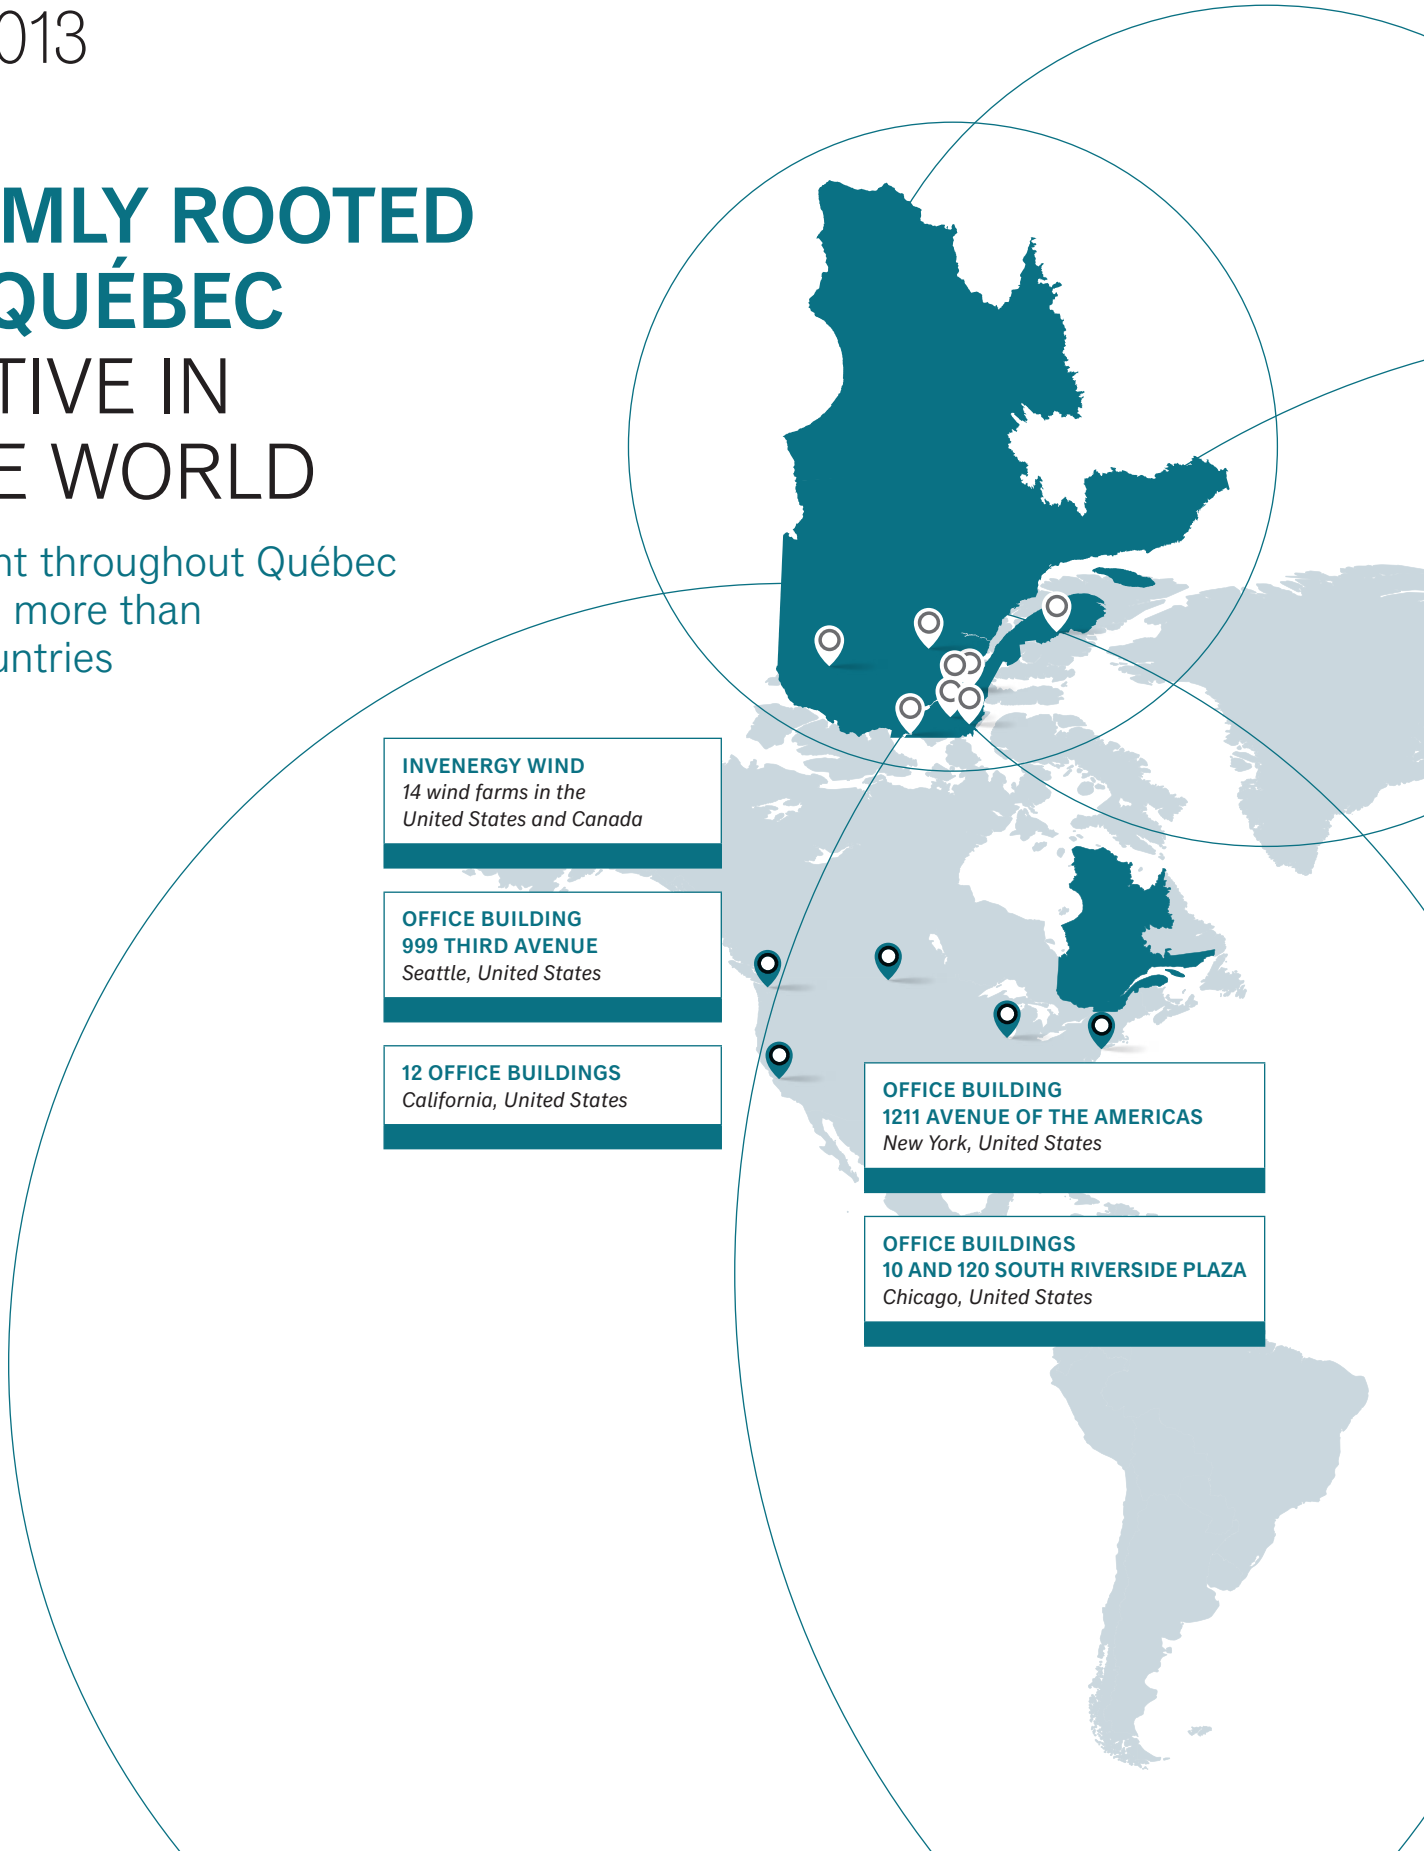 013
MLY ROOTED
QUÉBEC
TIVE IN
E WORLD
nt throughout Québec
more than
untries
INVENERGY WIND
14 wind farms in the
United States and Canada
OFFICE BUILDING
999 THIRD AVENUE
Seattle, United States
12 OFFICE BUILDINGS
California, United States
OFFICE BUILDING
1211 AVENUE OF THE AMERICAS
New York, United States
OFFICE BUILDINGS
10 AND 120 SOUTH RIVERSIDE PLAZA
Chicago, United States